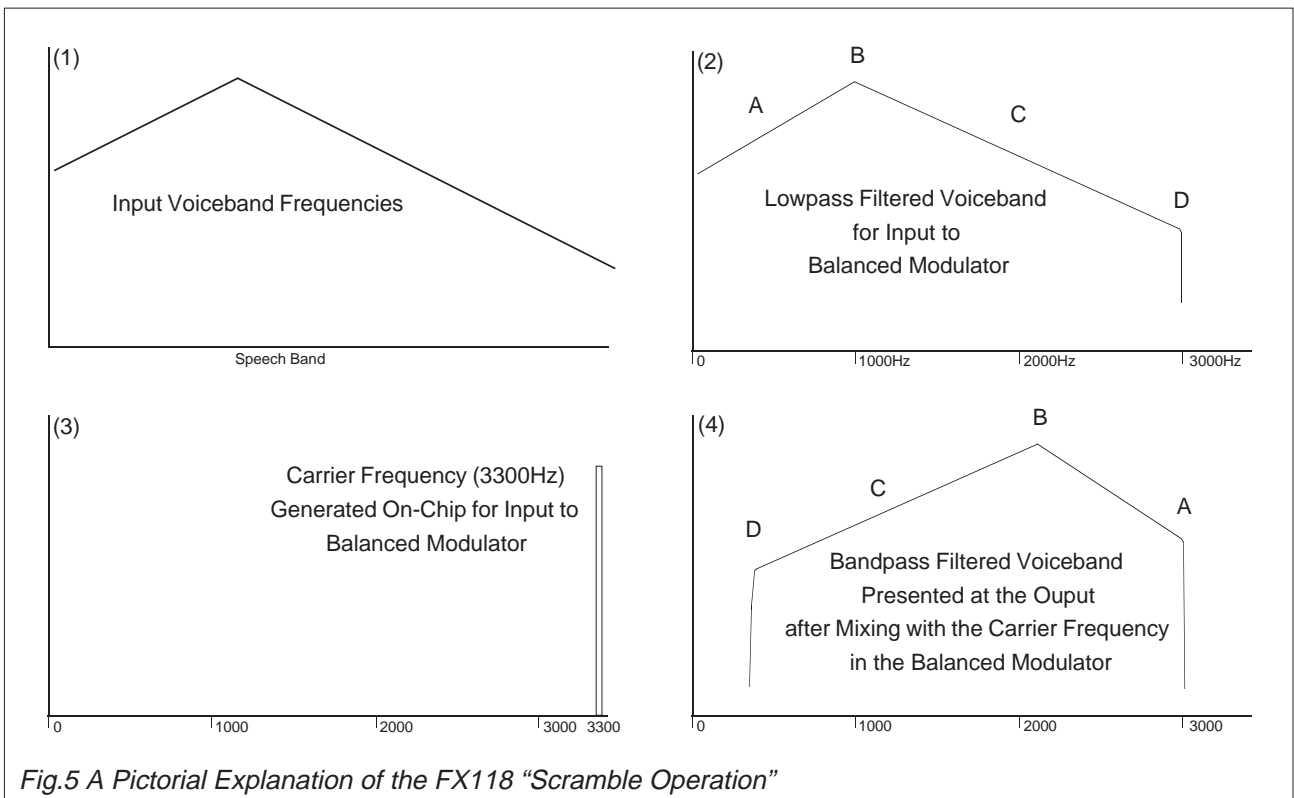 (1)
Input Voiceband Frequencies
Speech Band
(2)
A
B
C
D
Lowpass Filtered Voiceband
for Input to
Balanced Modulator
0 1000Hz 2000Hz 3000Hz
(3)
Carrier Frequency (3300Hz)
Generated On-Chip for Input to
Balanced Modulator
0 1000 2000 3000 3300
(4)
D
C
B
A
Bandpass Filtered Voiceband
Presented at the Ouput
after Mixing with the Carrier Frequency
in the Balanced Modulator
0 1000 2000 3000
Fig.5 A Pictorial Explanation of the FX118 “Scramble Operation”